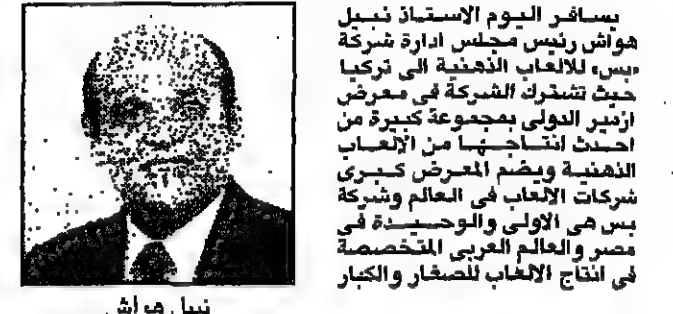 يسافر اليوم الاستاذ نبيل
هواش رئيس مجلس ادارة شركة
«بس» للالعاب الذهنية الى تركيا
حيث تشترك الشركة فى معرض
ازمير الدولى بمجموعة كبيرة من
احدث انتاجها من الالعاب
الذهنية ويضم المعرض كبرى
شركات الالعاب فى العالم وشركة
بس هى الاولى والوحيدة فى
مصر والعالم العربى المتخصصة
فى انتاج الالعاب للصغار والكبار
نبيل هواش